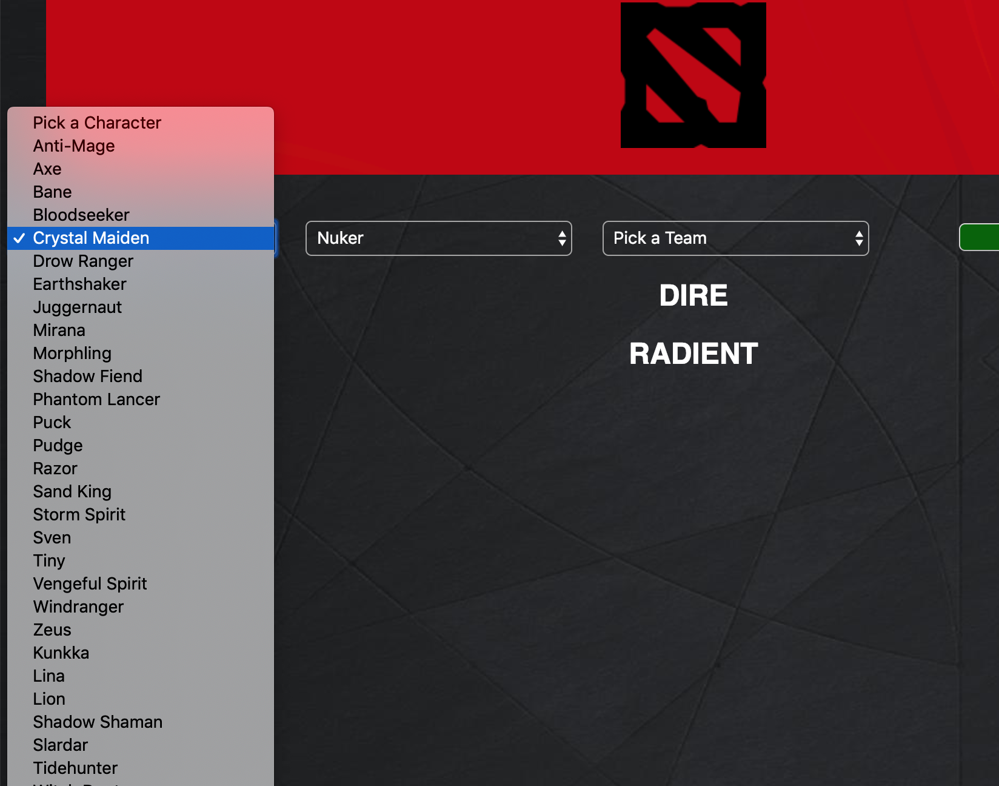 Pick a Character
Anti-Mage
Axe
Bane
Bloodseeker
✓ Crystal Maiden
Drow Ranger
Earthshaker
Juggernaut
Mirana
Morphling
Shadow Fiend
Phantom Lancer
Puck
Pudge
Razor
Sand King
Storm Spirit
Sven
Tiny
Vengeful Spirit
Windranger
Zeus
Kunkka
Lina
Lion
Shadow Shaman
Slardar
Tidehunter
Nuker
Pick a Team
DIRE
RADIENT